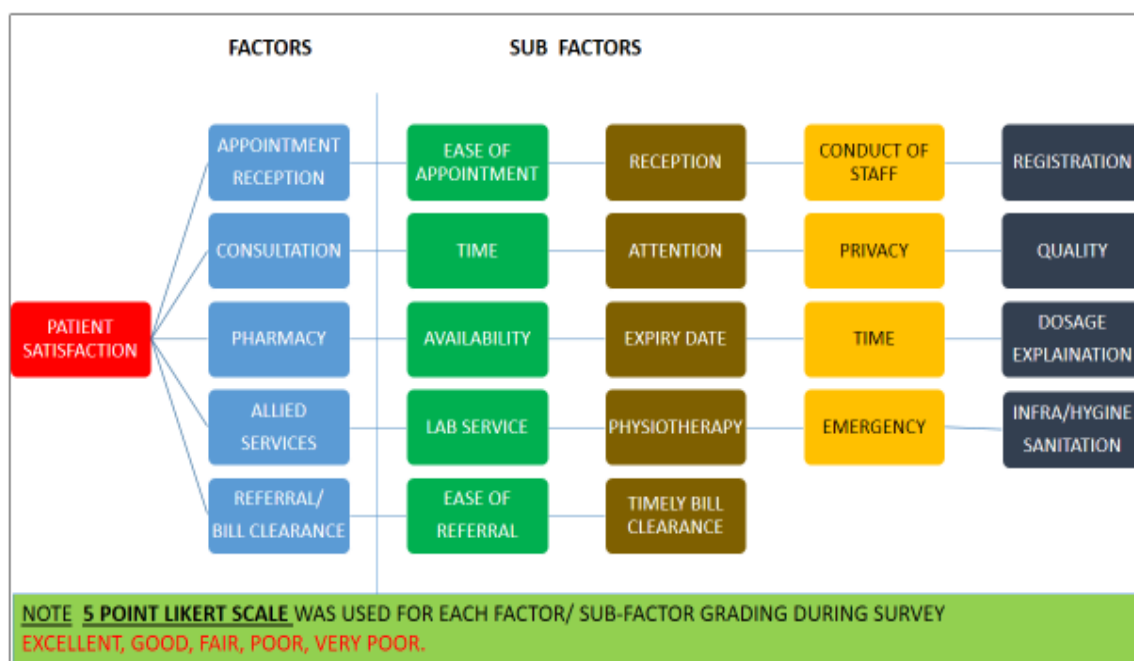 FACTORS
SUB FACTORS
APPOINTMENT
RECEPTION
EASE OF
APPOINTMENT
RECEPTION
CONDUCT OF
STAFF
REGISTRATION
CONSULTATION
TIME
ATTENTION
PRIVACY
QUALITY
PATIENT
SATISFACTION
PHARMACY
AVAILABILITY
EXPIRY DATE
TIME
DOSAGE
EXPLAINATION
ALLIED
SERVICES
LAB SERVICE
PHYSIOTHERAPY
EMERGENCY
INFRA/HYGINE
SANITATION
REFERRAL/
BILL CLEARANCE
EASE OF
REFERRAL
TIMELY BILL
CLEARANCE
NOTE 5 POINT LIKERT SCALE WAS USED FOR EACH FACTOR/ SUB-FACTOR GRADING DURING SURVEY
EXCELLENT, GOOD, FAIR, POOR, VERY POOR.